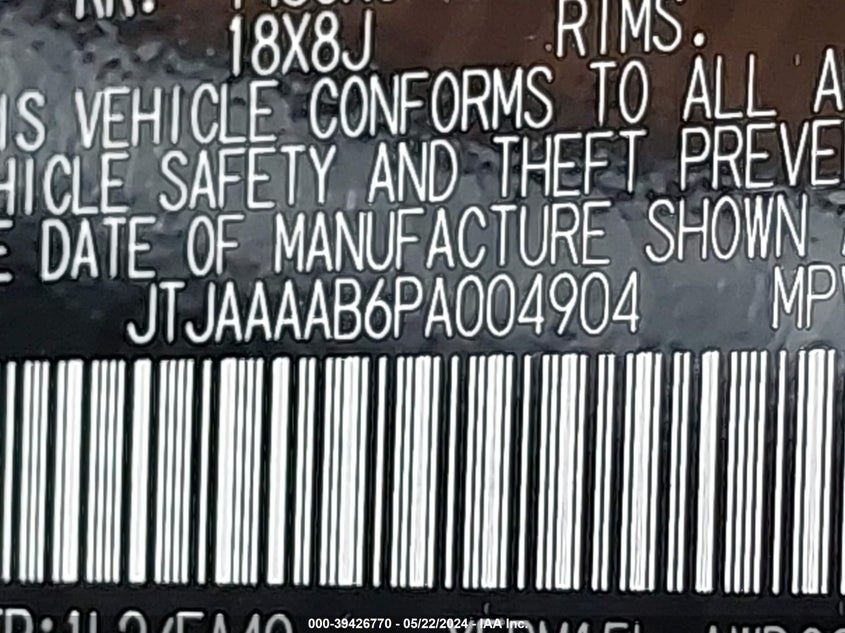 18X8J RIMS.
IS VEHICLE CONFORMS TO ALL A
HICLE SAFETY AND THEFT PREVE
E DATE OF MANUFACTURE SHOWN
JTJAAAAB6PA004904 MPV
000-39426770 - 05/22/2024 - IAA Inc.